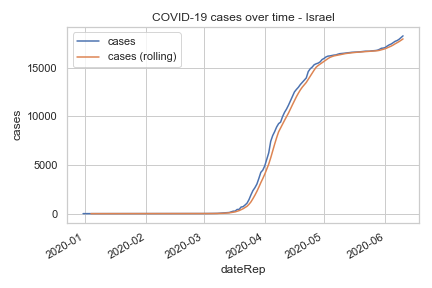 COVID-19 cases over time - Israel
cases
cases (rolling)
15000
10000
5000
0
cases
2020-01
2020-02
2020-03
2020-04
2020-05
2020-06
dateRep